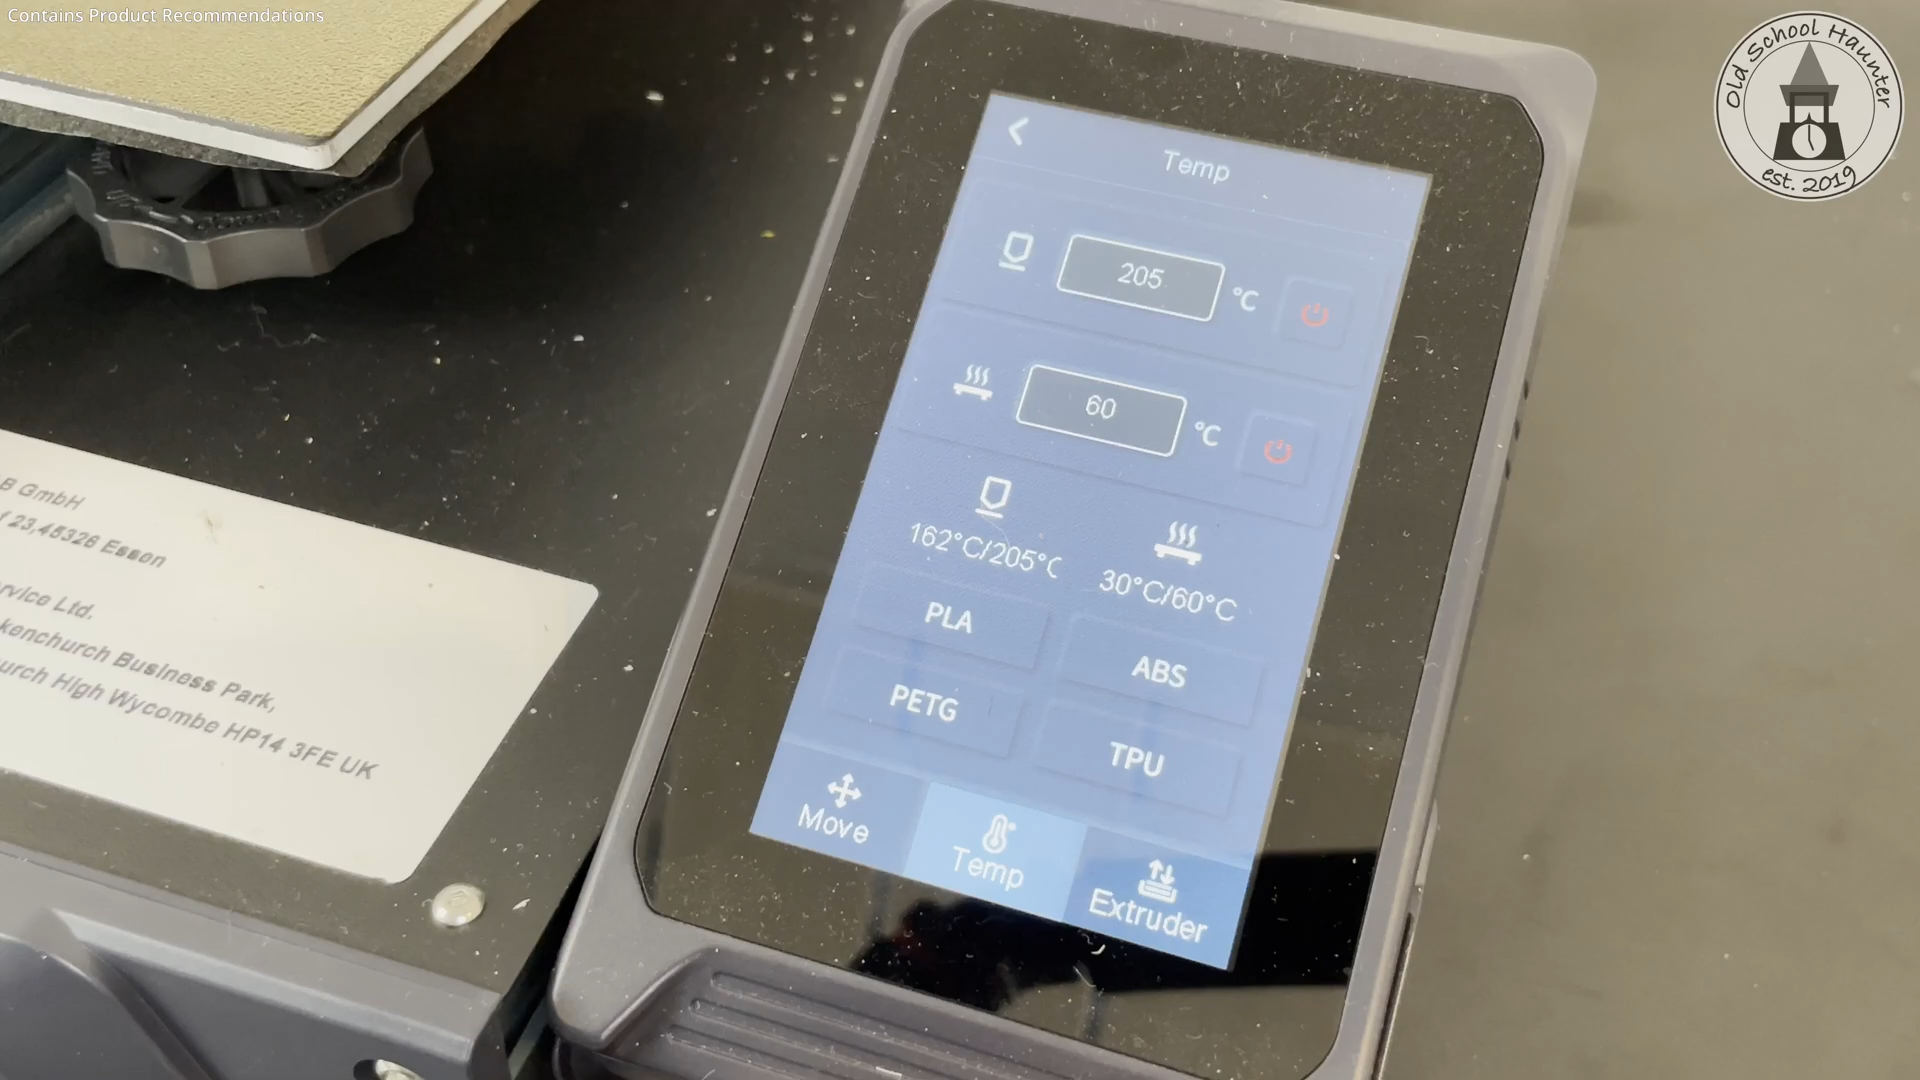 Contains Product Recommendations
Old School Haunter
est. 2019
Temp
205 °C
60 °C
162°C/205°C
30°C/60°C
PLA
ABS
PETG
TPU
Move
Temp
Extruder
B GmbH
23,45326 Essen
rvice Ltd.
kenchurch Business Park,
urch High Wycombe HP14 3FE UK